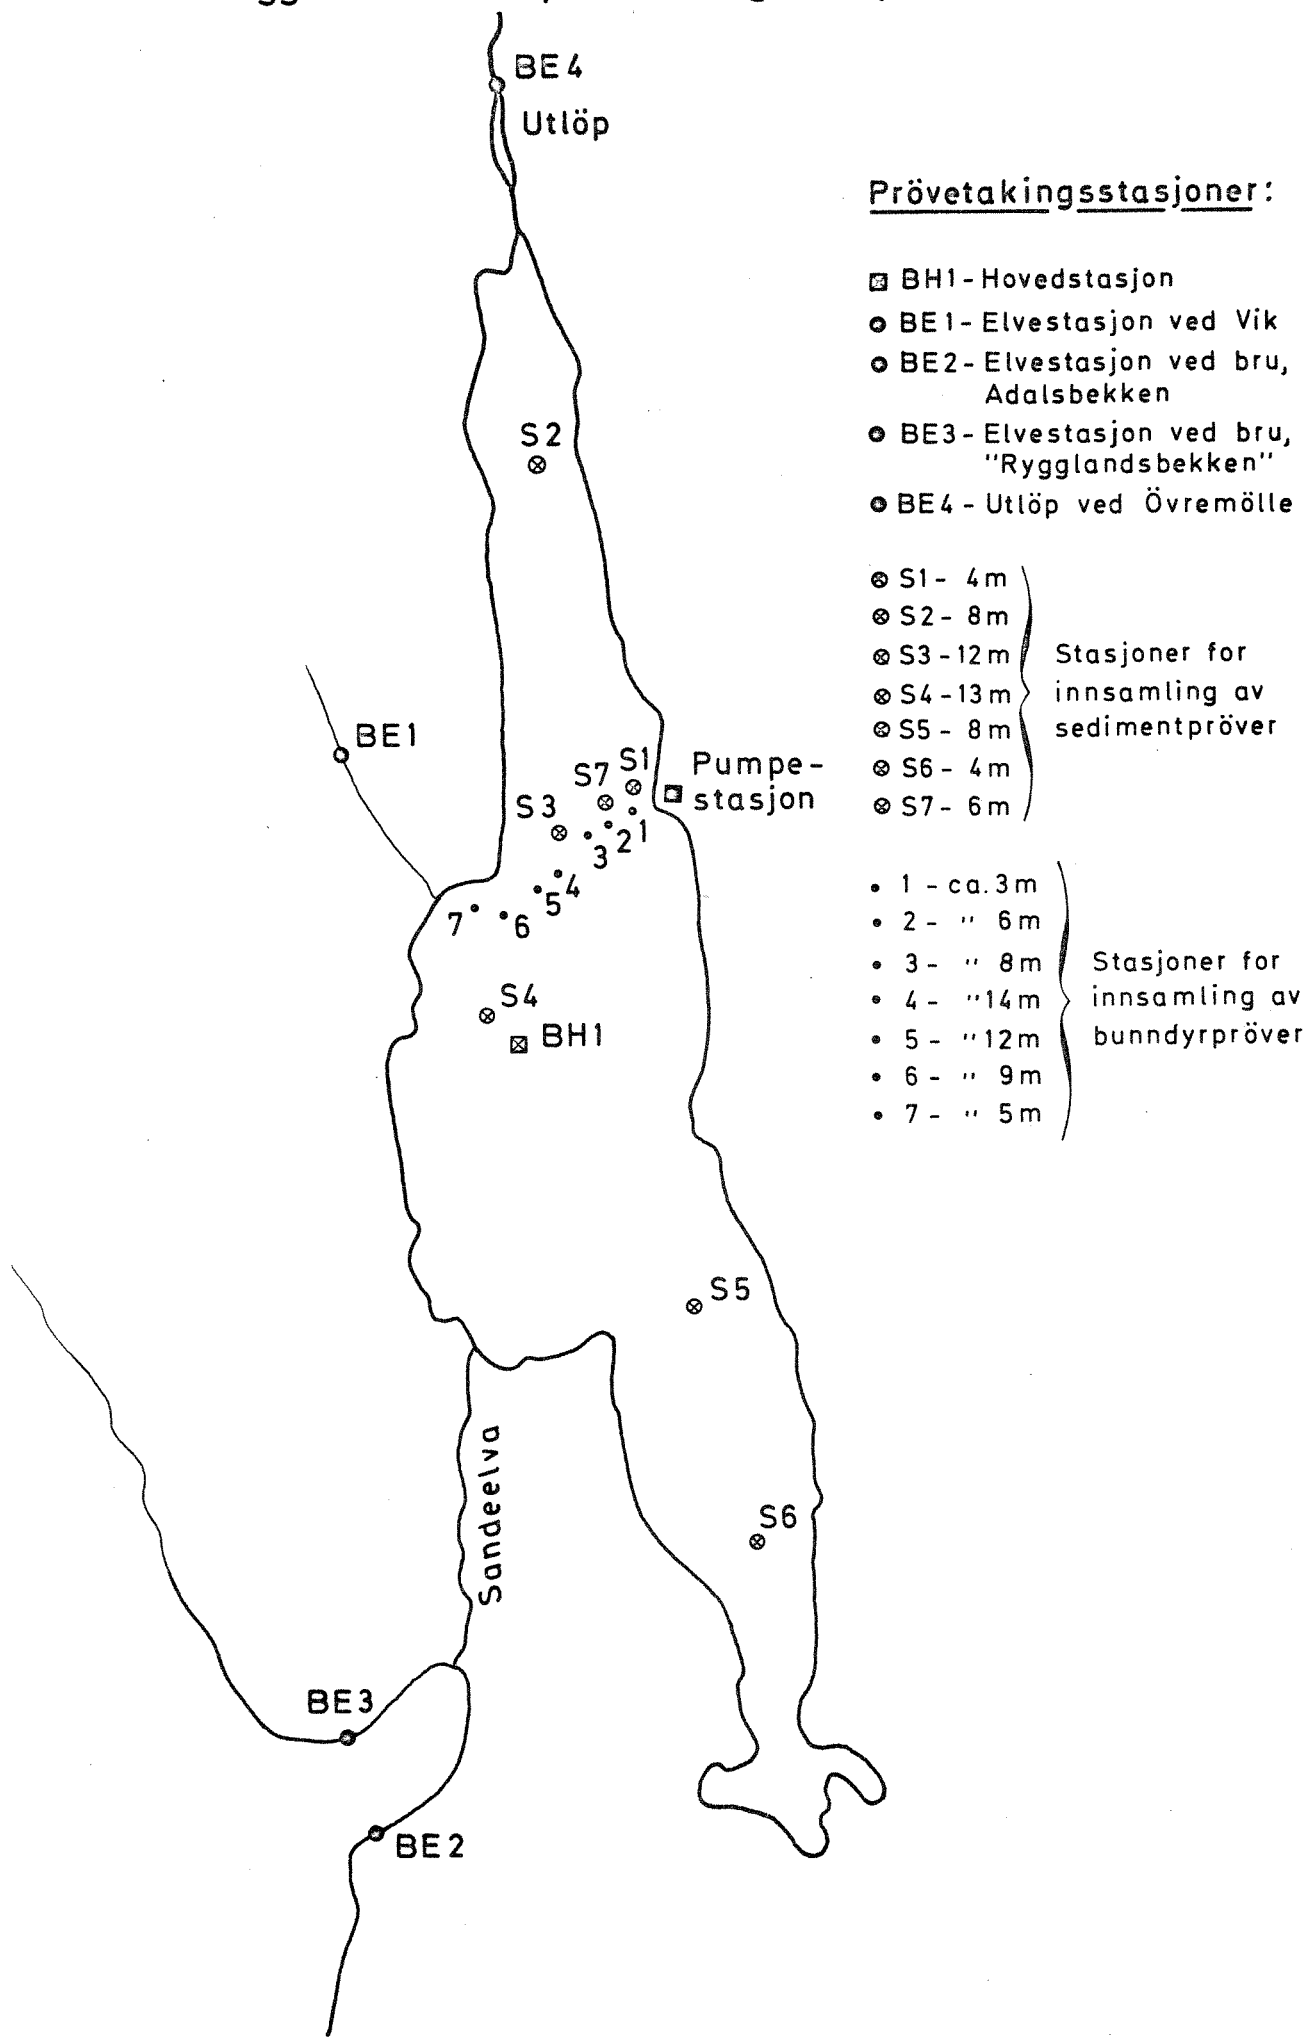 BE4
Utlöp
Prövetakingsstasjoner:
BH1-Hovedstasjon
BE1-Elvestasjon ved Vik
BE2-Elvestasjon ved bru,
Adalsbekken
BE3-Elvestasjon ved bru,
"Rygglandsbekken"
BE4-Utlöp ved Övremölle
S1- 4m
S2- 8m
S3-12m
S4-13m
S5- 8m
S6- 4m
S7- 6m
Stasjoner for
innsamling av
sedimentpröver
1 - ca. 3m
2 - " 6m
3 - " 8m
4 - "14m
5 - "12m
6 - " 9m
7 - " 5m
Stasjoner for
innsamling av
bunndyrpröver
S2
BE1
S1
S7
S3
Pumpe-
stasjon
1
2
3
4
5
6
7
S4
BH1
S5
Sandeelva
S6
BE3
BE2